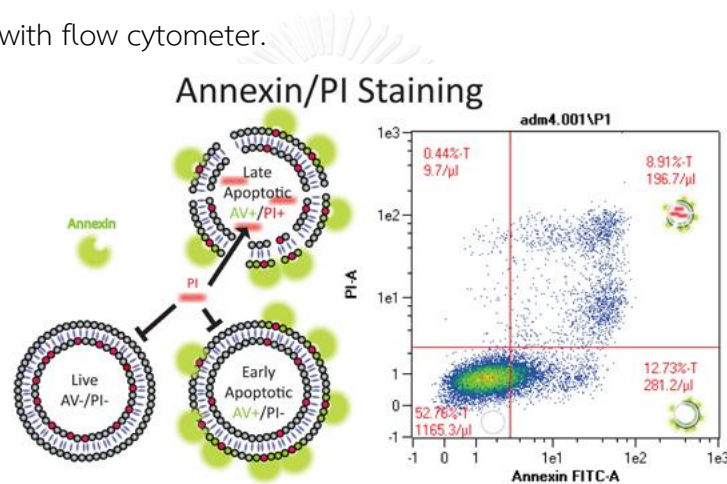 with flow cytometer.
Annexin/PI Staining
Annexin
PI
Late
Apoptotic
AV+/PI+
Live
AV-/PI-
Early
Apoptotic
AV+/PI-
adm4.001\P1
0.44%-T
9.7/µl
8.91%-T
196.7/µl
12.73%-T
281.2/µl
52.76%-T
1165.3/µl
PI-A
1e3
1e2
1e1
1
0
-1
-1 0 1 1e1 1e2 1e3
Annexin FITC-A